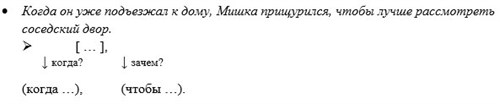 • Когда он уже подъезжал к дому, Мишка прищурился, чтобы лучше рассмотреть
соседский двор.
➢ [ … ],
↓ когда? ↓ зачем?
(когда …), (чтобы …).